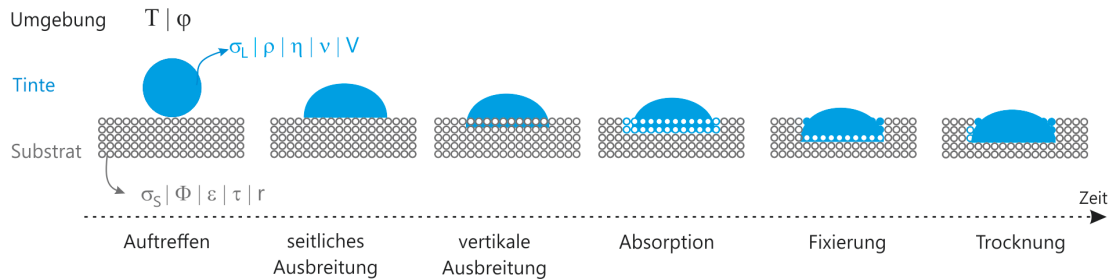 Umgebung T | φ
σL | ρ | η | ν | V
Tinte
Substrat
σS | Φ | ε | τ | r
Zeit
Auftreffen
seitliches
Ausbreitung
vertikale
Ausbreitung
Absorption
Fixierung
Trocknung